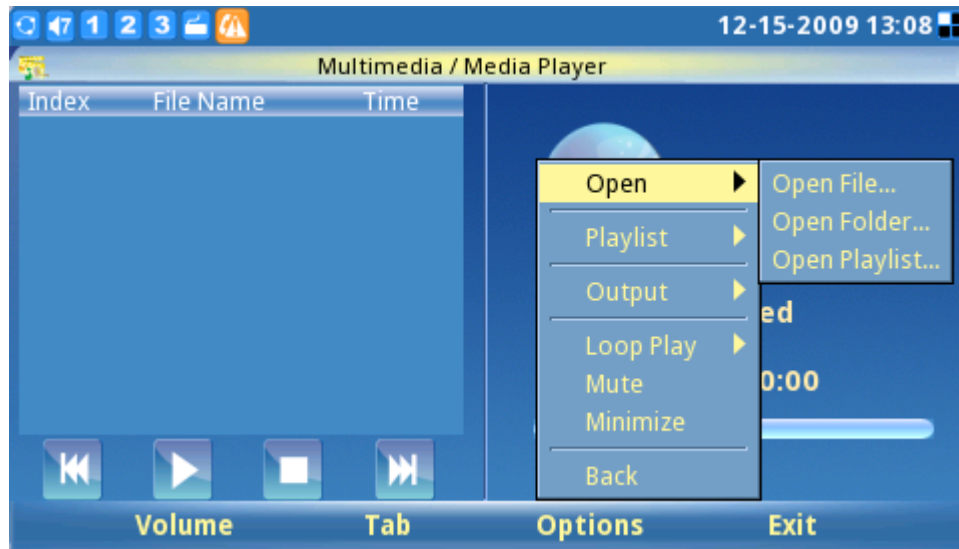 7 1 2 3 12-15-2009 13:08
Multimedia / Media Player
Index File Name Time
Open
Playlist
Output
Loop Play
Mute
Minimize
Back
Open File...
Open Folder...
Open Playlist...
ed
0:00
Volume Tab Options Exit